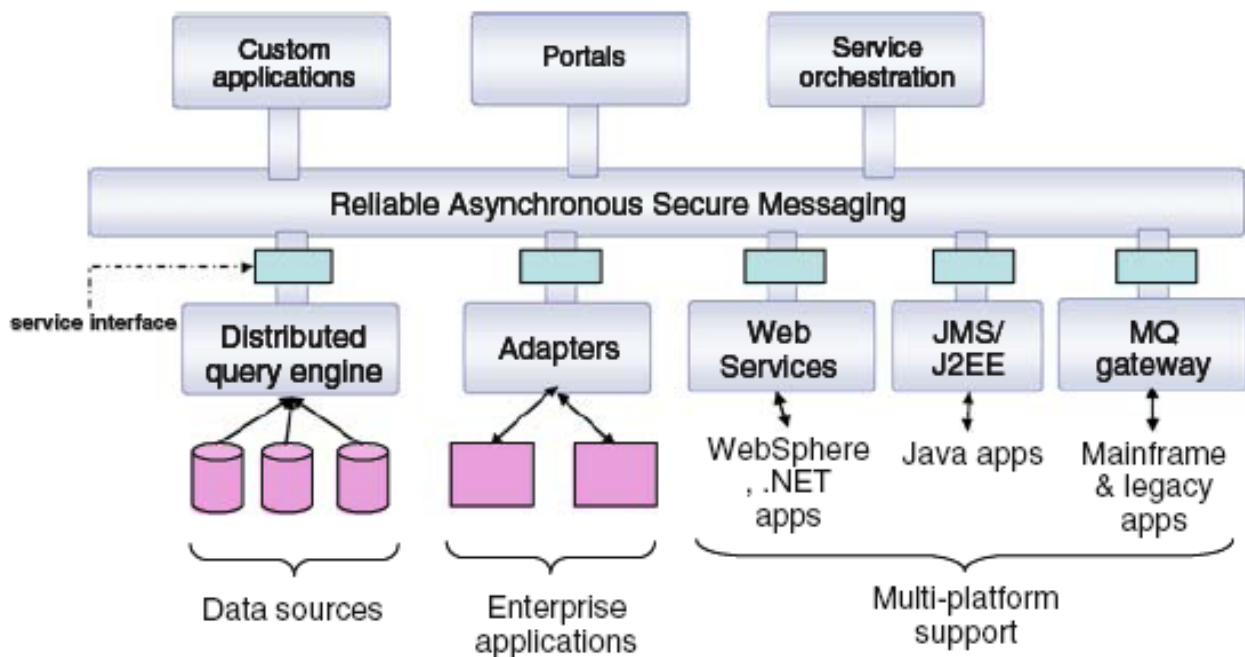 Custom
applications
Portals
Service
orchestration
Reliable Asynchronous Secure Messaging
service interface
Distributed
query engine
Adapters
Web
Services
JMS/
J2EE
MQ
gateway
WebSphere
, .NET
apps
Java apps
Mainframe
& legacy
apps
Data sources
Enterprise
applications
Multi-platform
support